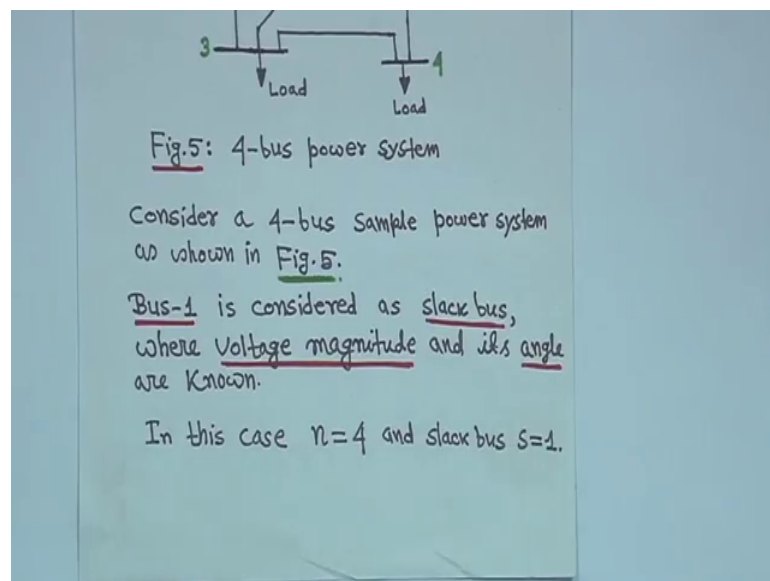 3
4
Load
Load
Fig.5: 4-bus power system
Consider a 4-bus sample power system
as shown in Fig.5.
Bus-1 is considered as slack bus,
where voltage magnitude and its angle
are known.
In this case n=4 and slack bus s=1.